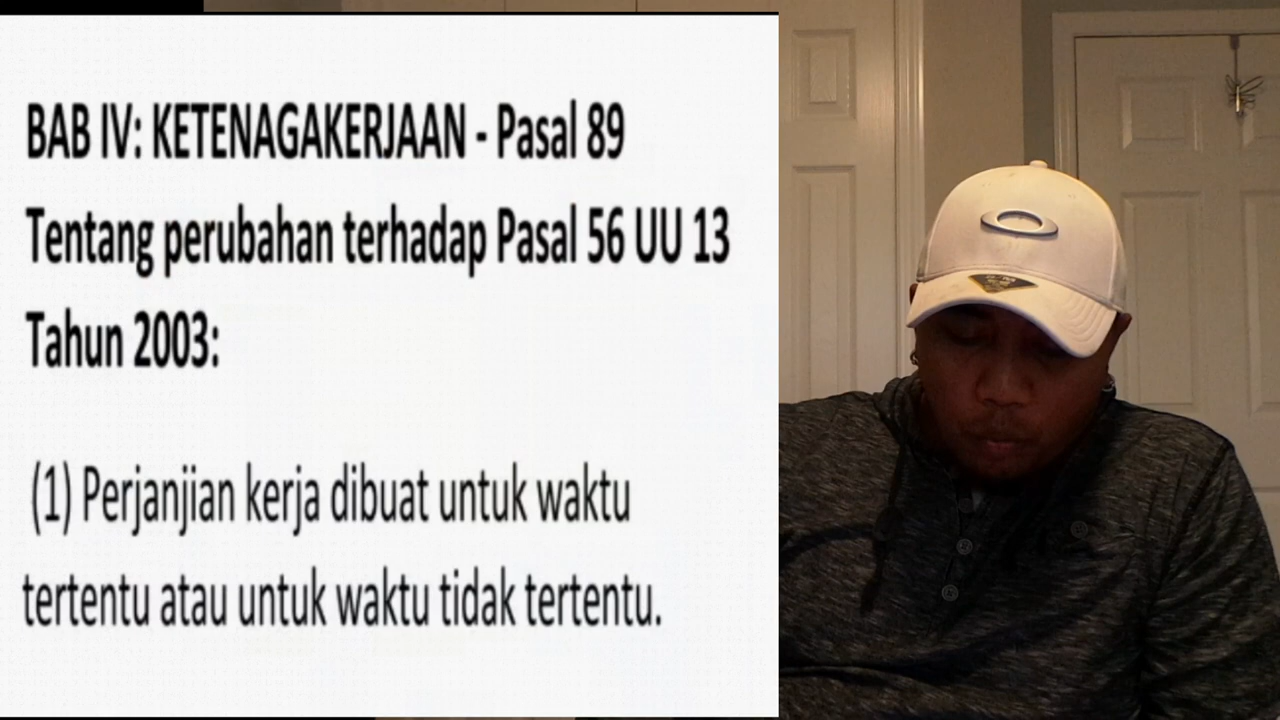 BAB IV: KETENAGAKERJAAN - Pasal 89
Tentang perubahan terhadap Pasal 56 UU 13
Tahun 2003:
(1) Perjanjian kerja dibuat untuk waktu
tertentu atau untuk waktu tidak tertentu.